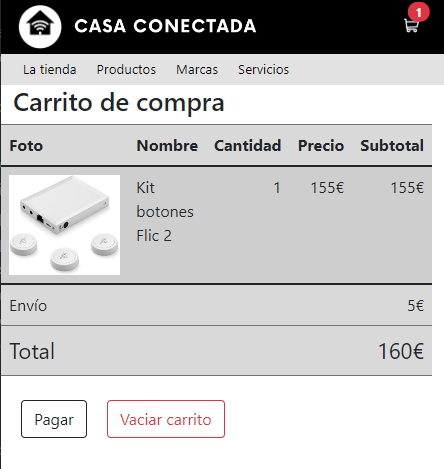 CASA CONECTADA
1
La tienda Productos Marcas Servicios
Carrito de compra
Foto Nombre Cantidad Precio Subtotal
Kit 1 155€ 155€
botones
Flic 2
Envío 5€
Total 160€
Pagar Vaciar carrito